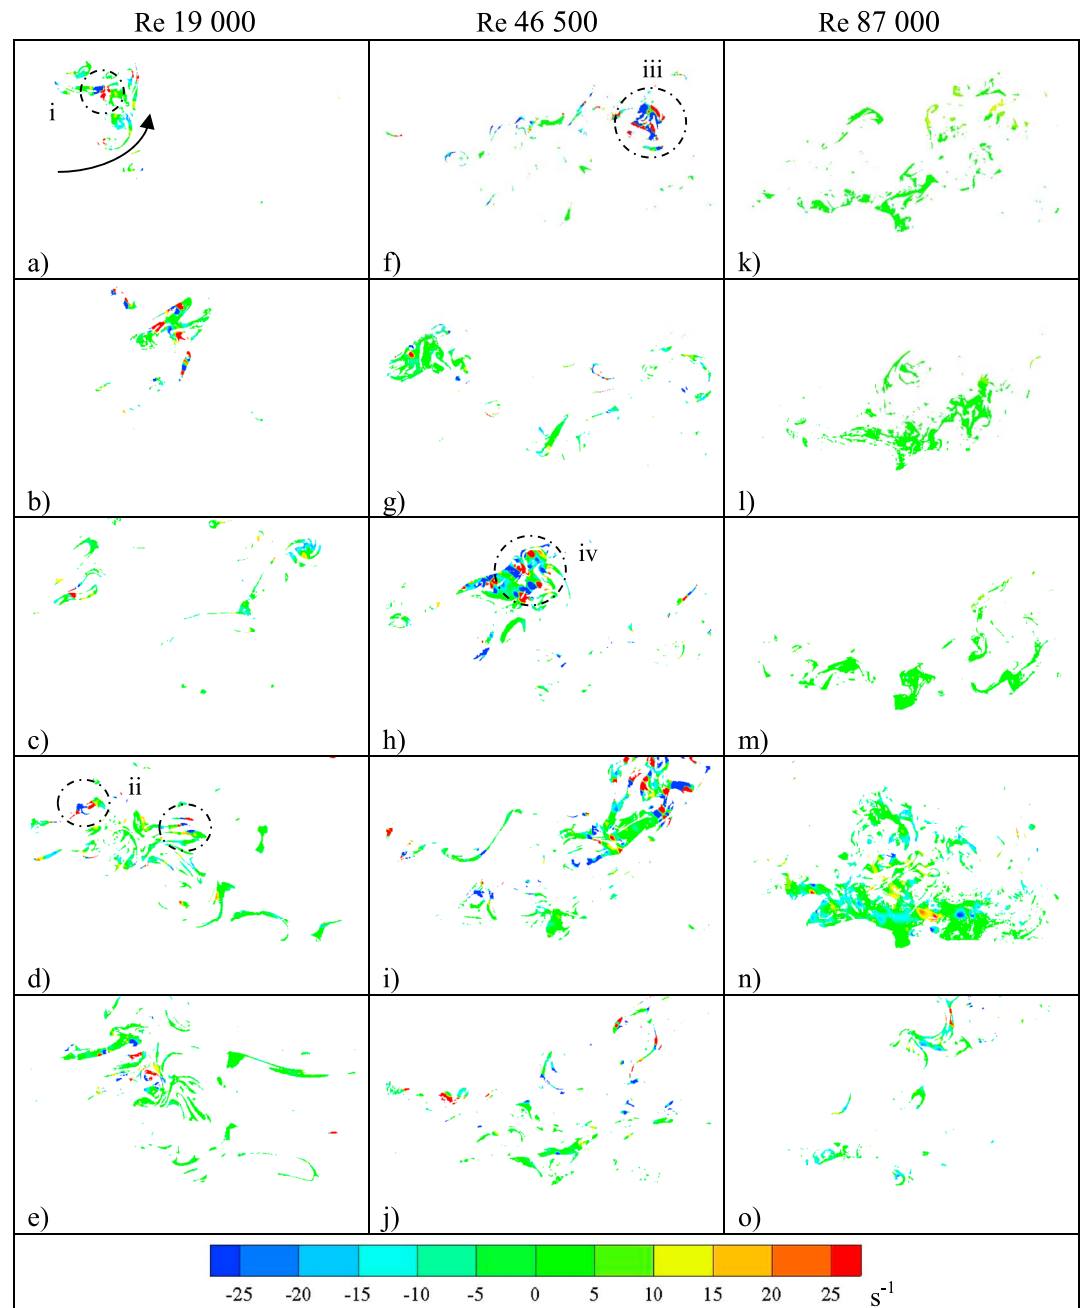 Re 19 000 Re 46 500 Re 87 000
i iii
a) f) k)
b) g) l)
iv
c) h) m)
ii
d) i) n)
e) j) o)
-25 -20 -15 -10 -5 0 5 10 15 20 25 s-1